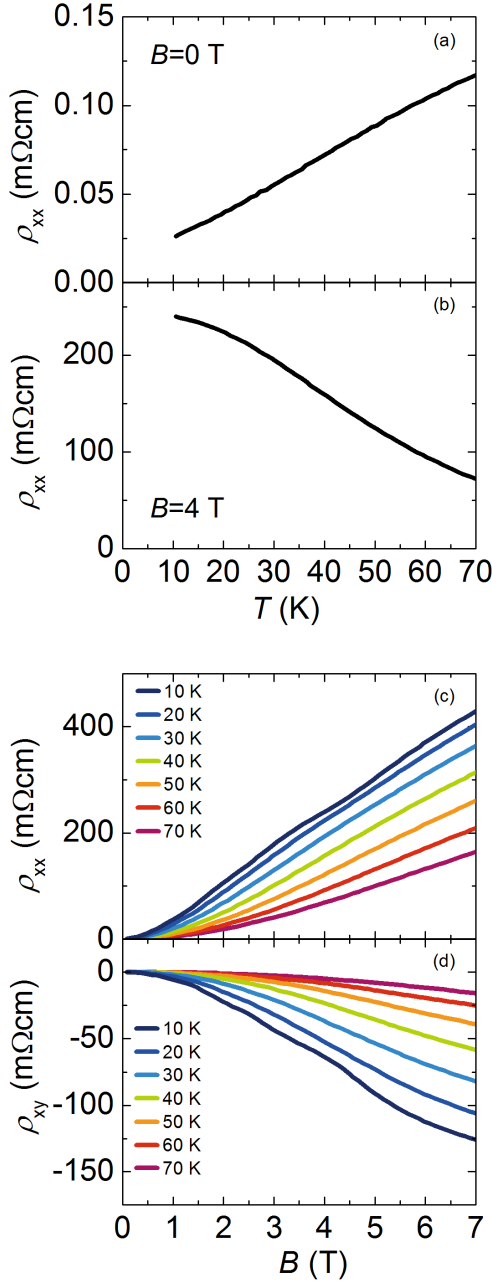 0.15
(a)
B=0 T
0.10
ρxx (mΩcm)
0.05
0.00
(b)
200
ρxx (mΩcm)
100
B=4 T
0
0 10 20 30 40 50 60 70
T (K)
(c)
10 K
400
20 K
30 K
40 K
50 K
ρxx (mΩcm)
200
60 K
70 K
0
(d)
0
-50
ρxy (mΩcm)
10 K
20 K
30 K
-100
40 K
50 K
60 K
-150
70 K
0 1 2 3 4 5 6 7
B (T)